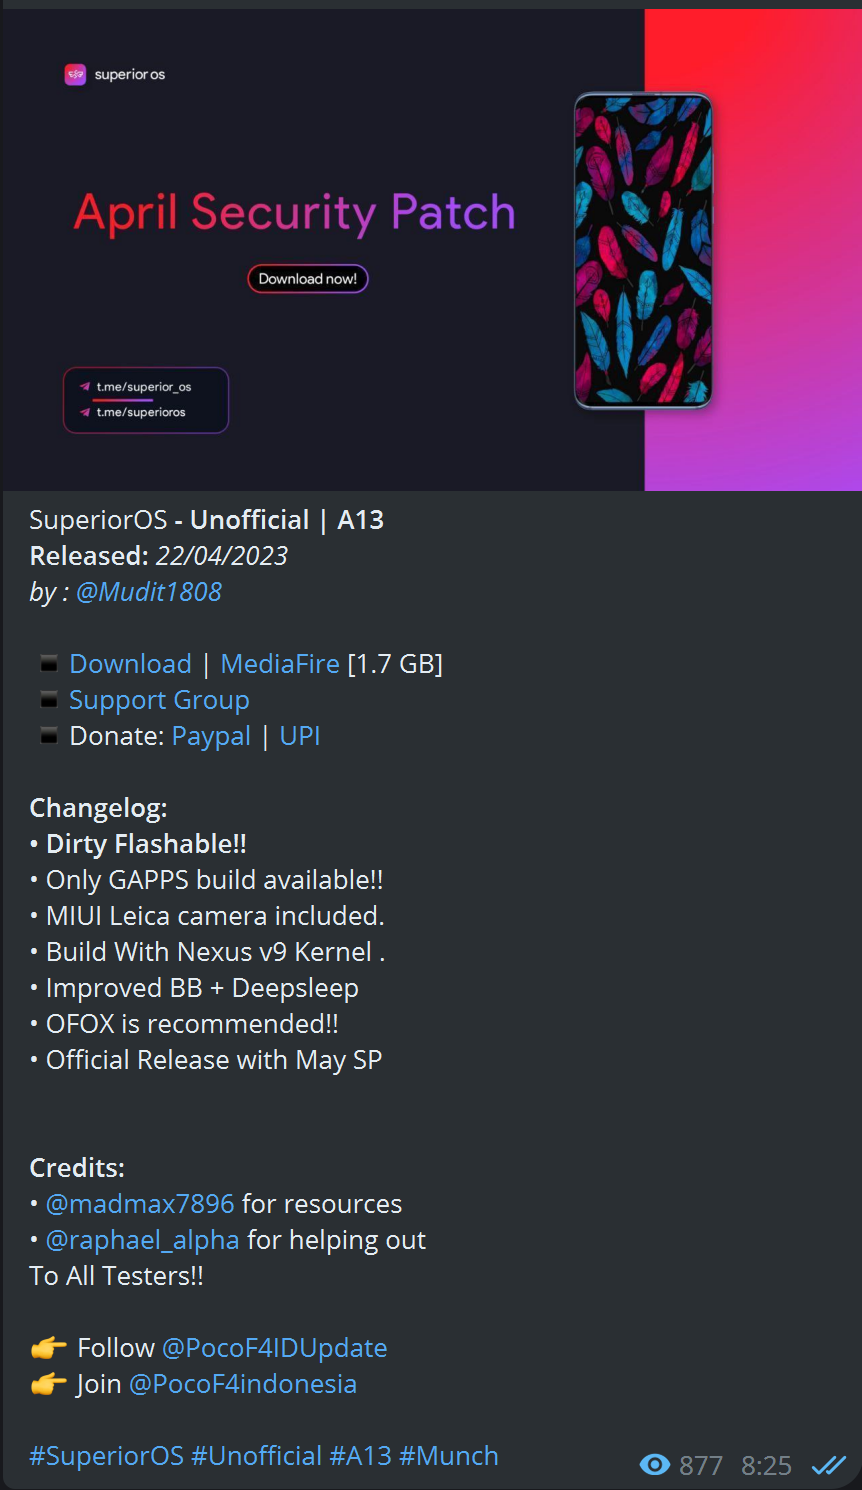 superior os
April Security Patch
Download now!
t.me/superior_os
t.me/superioros
SuperiorOS - Unofficial | A13
Released: 22/04/2023
by : @Mudit1808
▪️ Download | MediaFire [1.7 GB]
▪️ Support Group
▪️ Donate: Paypal | UPI
Changelog:
• Dirty Flashable!!
• Only GAPPS build available!!
• MIUI Leica camera included.
• Build With Nexus v9 Kernel .
• Improved BB + Deepsleep
• OFOX is recommended!!
• Official Release with May SP
Credits:
• @madmax7896 for resources
• @raphael_alpha for helping out
To All Testers!!
👉 Follow @PocoF4IDUpdate
👉 Join @PocoF4indonesia
#SuperiorOS #Unofficial #A13 #Munch
877 8:25